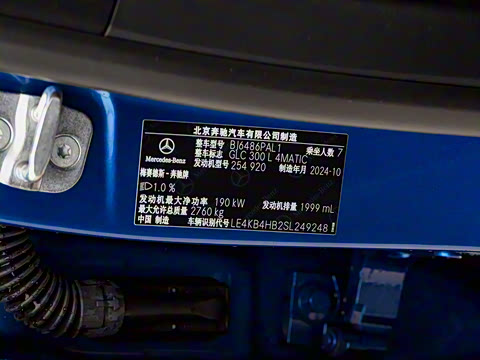 北京奔驰汽车有限公司制造
整车型号 BJ6486PAL1 乘坐人数 7
整车标志 GLC 300 L 4MATIC
发动机型号 254 920 制造年月 2024-10
Mercedes-Benz
梅赛德斯-奔驰牌
1.0 %
发动机最大净功率 190 kW 发动机排量 1999 mL
最大允许总质量 2760 kg
中国 制造 车辆识别代号 LE4KB4HB2SL249248